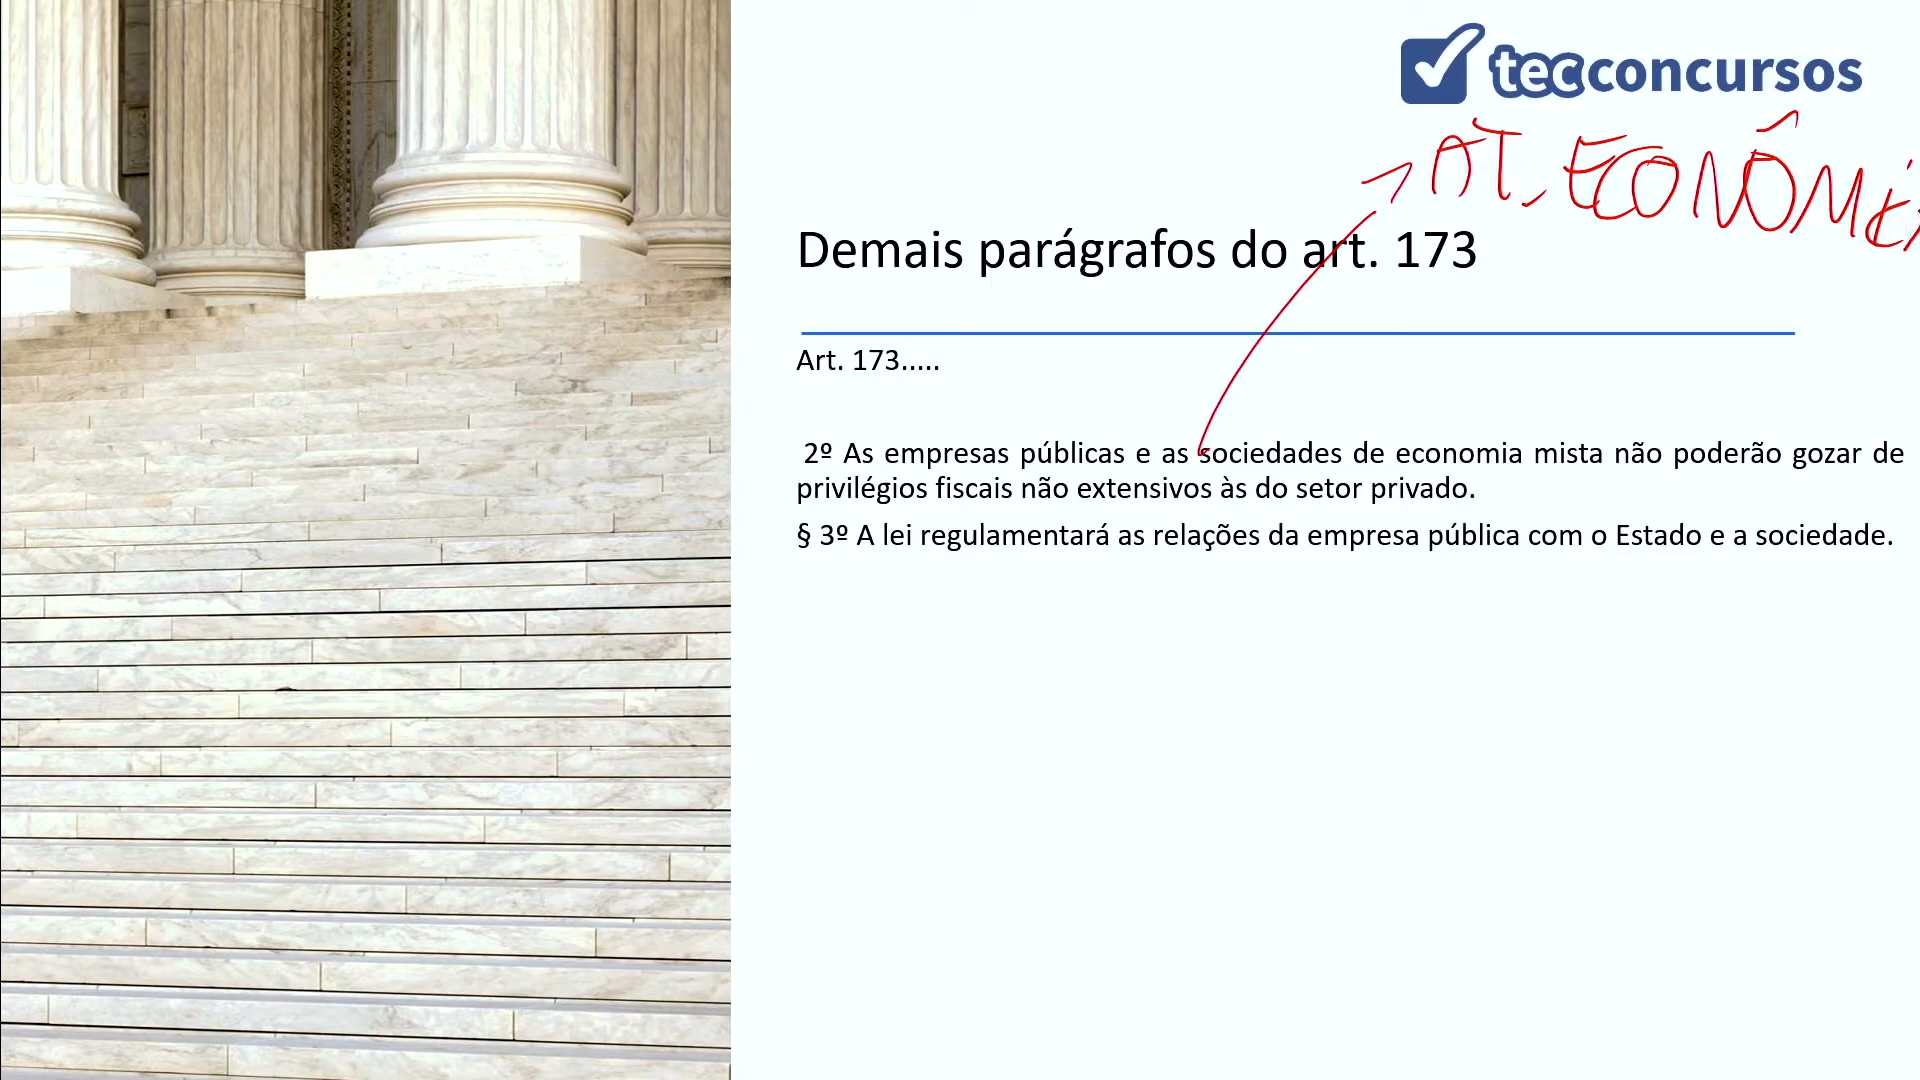 tecconcursos
AT. ECONÔMI
Demais parágrafos do art. 173
Art. 173.....
2º As empresas públicas e as sociedades de economia mista não poderão gozar de
privilégios fiscais não extensivos às do setor privado.
§ 3º A lei regulamentará as relações da empresa pública com o Estado e a sociedade.